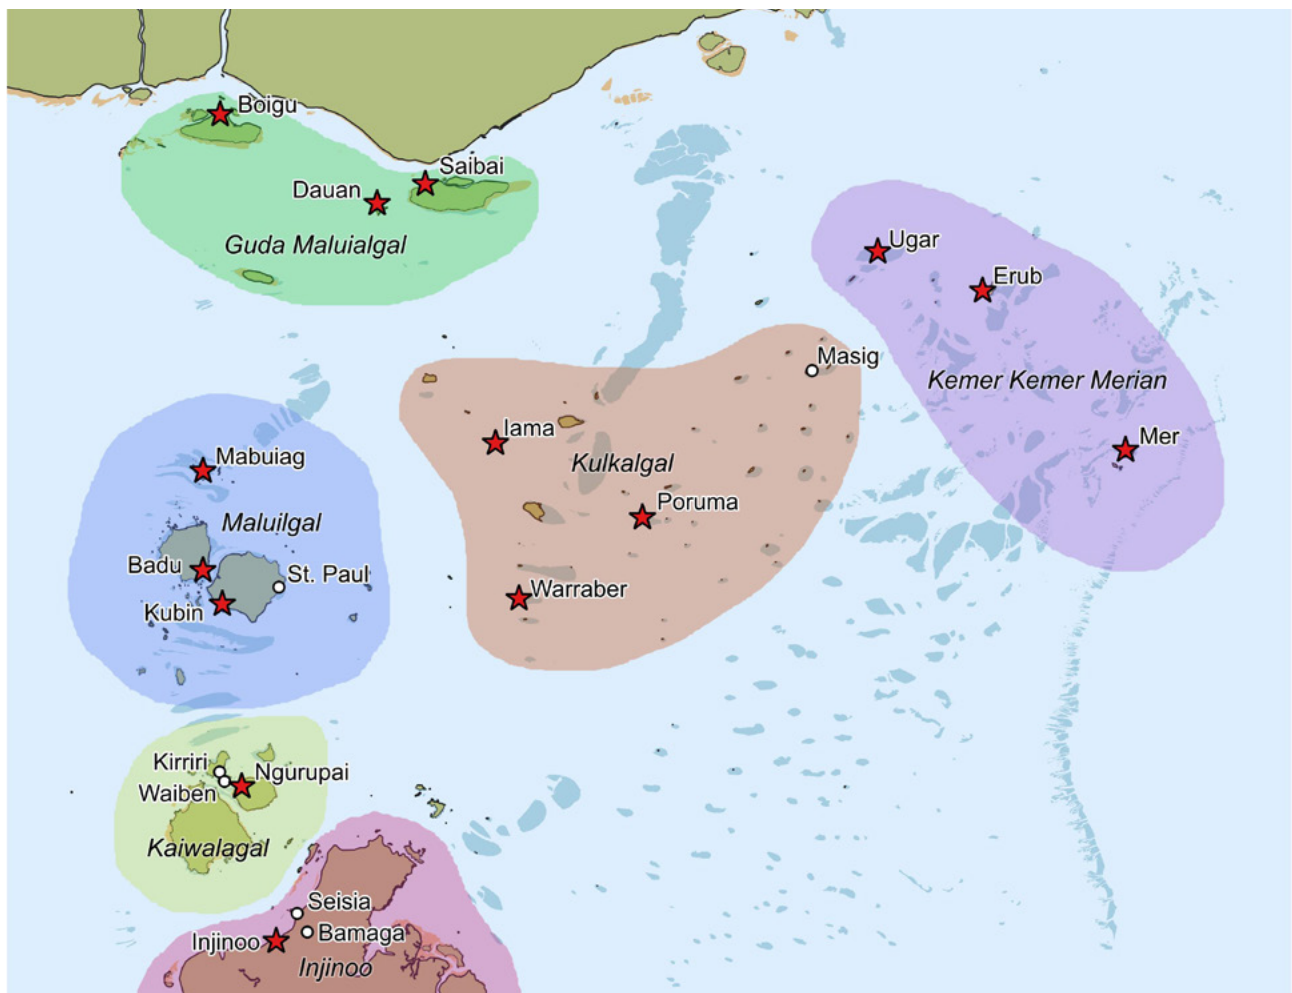 Boigu
Saibai
Dauan
Guda Maluialgal
Ugar
Erub
Masig
Kemer Kemer Merian
Iama
Mer
Mabuiag
Kulkalgal
Poruma
Maluilgal
Badu
St. Paul
Warraber
Kubin
Kirriri
Ngurupai
Waiben
Kaiwalagal
Seisia
Bamaga
Injinoo
Injinoo